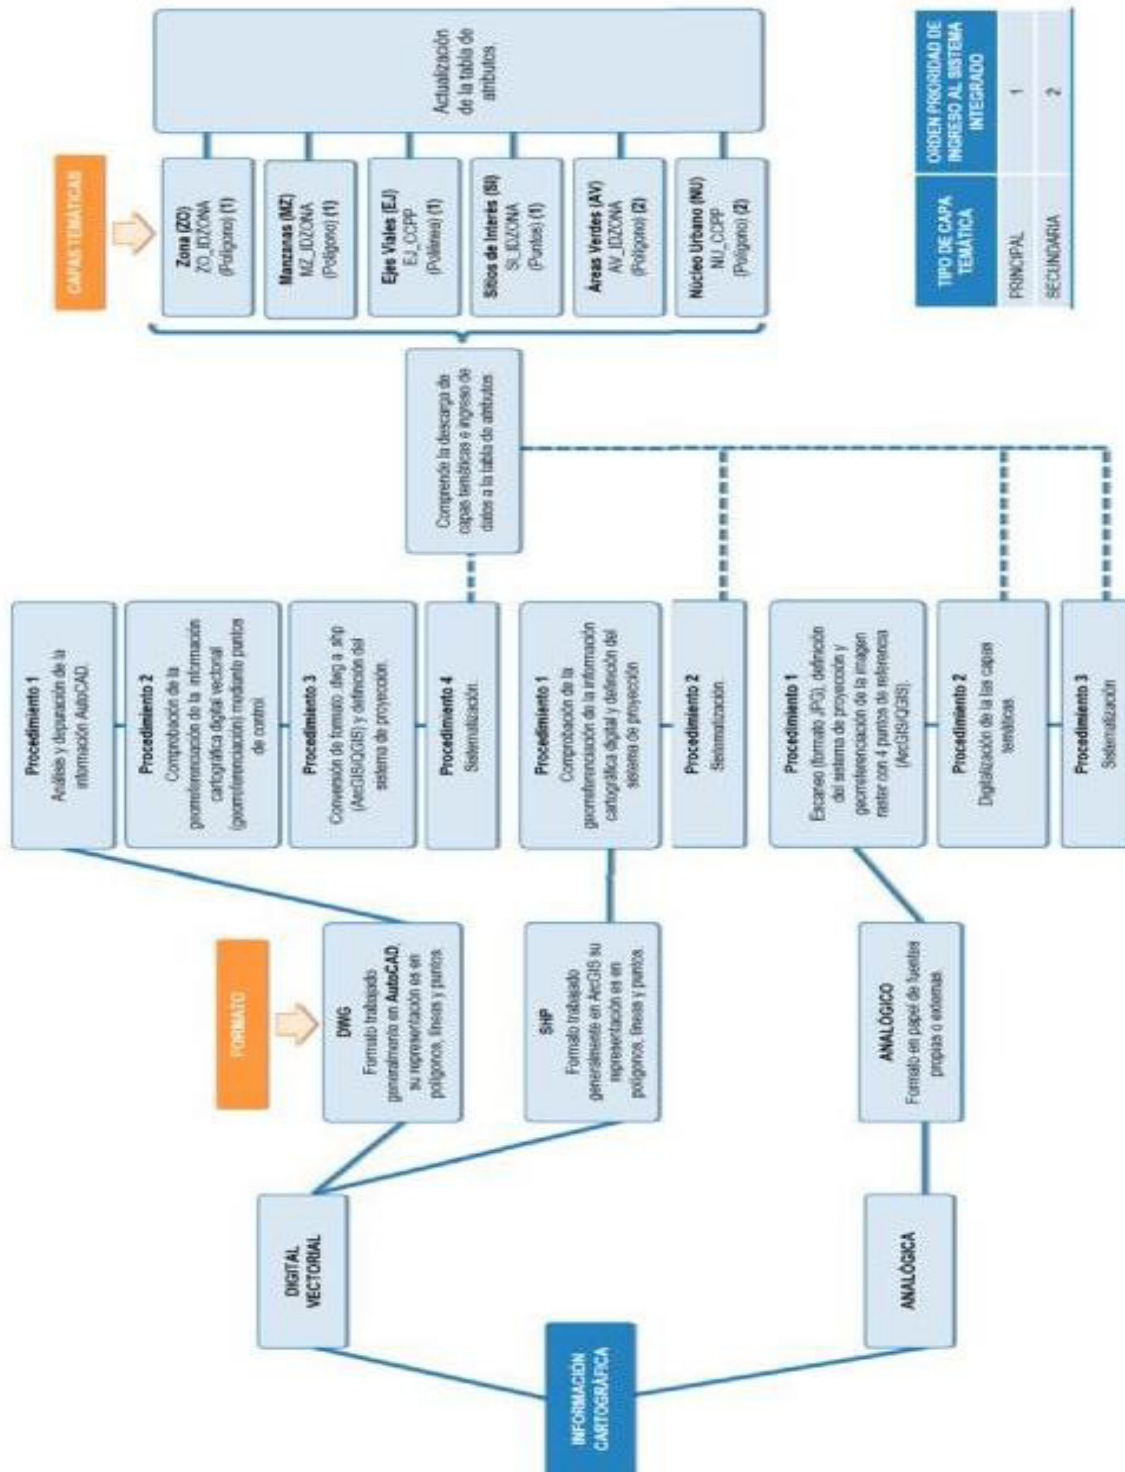 INFORMACIÓN
CARTOGRÁFICA
DIGITAL
VECTORIAL
ANALÓGICA
FORMATO
DWG
Formato trabajado
generalmente en AutoCAD,
su representación es en
polígonos, líneas y puntos
SHP
Formato trabajado
generalmente en ArcGIS su
representación es en
polígonos, líneas y puntos.
ANALÓGICO
Formato en papel de fuentes
propias o externas.
Procedimiento 1
Análisis y depuración de la
información AutoCAD.
Procedimiento 2
Comprobación de la
georreferenciación de la información
cartográfica digital vectorial
(georreferenciación) mediante puntos
de control
Procedimiento 3
Conversión de formato .dwg a .shp
(ArcGIS/QGIS) y definición del
sistema de proyección.
Procedimiento 4
Sistematización.
Procedimiento 1
Comprobación de la
georreferenciación de la información
cartográfica digital y definición del
sistema de proyección
Procedimiento 2
Sistematización.
Procedimiento 1
Escaneo (formato JPG), definición
del sistema de proyección y
georeferenciación de la imagen
raster con 4 puntos de referencia
(ArcGIS/QGIS).
Procedimiento 2
Digitalización de la las capas
temáticas.
Procedimiento 3
Sistematización
Comprende la descarga de
capas temáticas e ingreso de
datos a la tabla de atributos.
CAPAS TEMÁTICAS
Zona (ZO)
ZO_IDZONA
(Polígono) (1)
Manzanas (MZ)
MZ_IDZONA
(Polígono) (1)
Ejes Viales (EJ)
EJ_CCPP
(Polilínea) (1)
Sitios de Interés (SI)
SI_IDZONA
(Puntos) (1)
Áreas Verdes (AV)
AV_IDZONA
(Polígono) (2)
Núcleo Urbano (NU)
NU_CCPP
(Polígono) (2)
Actualización
de la tabla de
atributos.
TIPO DE CAPA
TEMÁTICA
ORDEN PRIORIDAD DE
INGRESO AL SISTEMA
INTEGRADO
PRINCIPAL 1
SECUNDARIA 2